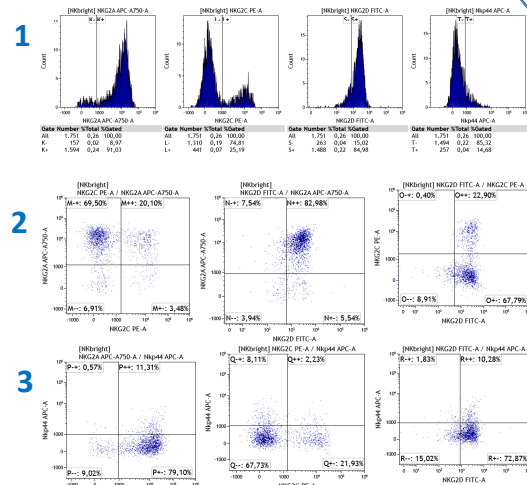 1
[NKbright] NKG2A APC-A750-A
K- K+
15
10
5
0
Count
NKG2A APC-A750-A
Gate Number %Total %Gated
All 1.751 0,26 100,00
K- 157 0,02 8,97
K+ 1.594 0,24 91,03
[NKbright] NKG2C PE-A
L- L+
15
10
5
0
Count
NKG2C PE-A
Gate Number %Total %Gated
All 1.751 0,26 100,00
L- 1.310 0,19 74,81
L+ 441 0,07 25,19
[NKbright] NKG2D FITC-A
S- S+
Count
NKG2D FITC-A
Gate Number %Total %Gated
All 1.751 0,26 100,00
S- 263 0,04 15,02
S+ 1.488 0,22 84,98
[NKbright] Nkp44 APC-A
T- T+
Count
Nkp44 APC-A
Gate Number %Total %Gated
All 1.751 0,26 100,00
T- 1.494 0,22 85,32
T+ 257 0,04 14,68
2
[NKbright]
NKG2C PE-A / NKG2A APC-A750-A
M-+: 69,50% M++: 20,10%
NKG2A APC-A750-A
M--: 6,91% M+-: 3,48%
NKG2C PE-A
[NKbright]
NKG2D FITC-A / NKG2A APC-A750-A
N-+: 7,54% N++: 82,98%
NKG2A APC-A750-A
N--: 3,94% N+-: 5,54%
NKG2D FITC-A
[NKbright]
NKG2D FITC-A / NKG2C PE-A
O-+: 0,40% O++: 22,90%
NKG2C PE-A
O--: 8,91% O+-: 67,79%
NKG2D FITC-A
3
[NKbright]
NKG2A APC-A750-A / Nkp44 APC-A
P-+: 0,57% P++: 11,31%
Nkp44 APC-A
P--: 9,02% P+-: 79,10%
[NKbright] NKG2C PE-A / Nkp44 APC-A
Q-+: 8,11% Q++: 2,23%
Nkp44 APC-A
Q--: 67,73% Q+-: 21,93%
NKG2C PE-A
[NKbright]
NKG2D FITC-A / Nkp44 APC-A
R-+: 1,83% R++: 10,28%
Nkp44 APC-A
R--: 15,02% R+-: 72,87%
NKG2D FITC-A